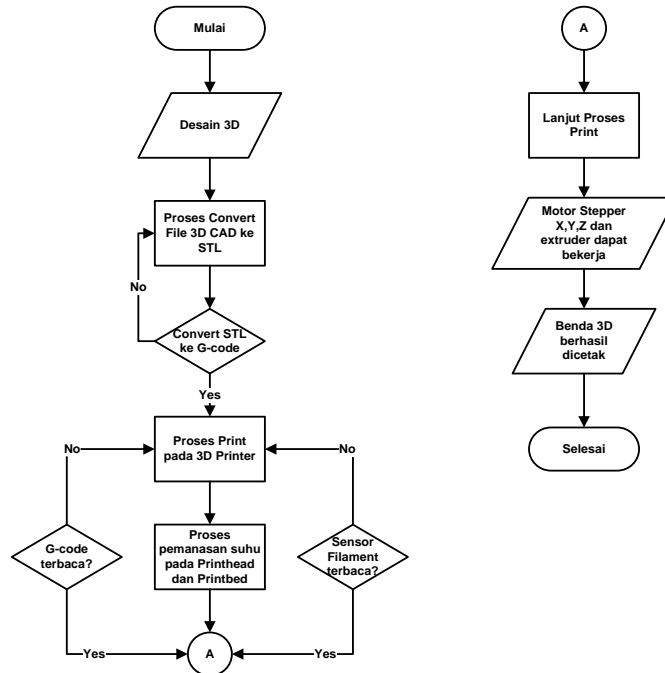 Mulai
Desain 3D
Proses Convert
File 3D CAD ke
STL
No
Convert STL
ke G-code
Yes
No
Proses Print
pada 3D Printer
No
G-code
terbaca?
Proses
pemanasan suhu
pada Printhead
dan Printbed
Sensor
Filament
terbaca?
Yes
A
Yes
A
Lanjut Proses
Print
Motor Stepper
X,Y,Z dan
extruder dapat
bekerja
Benda 3D
berhasil
dicetak
Selesai